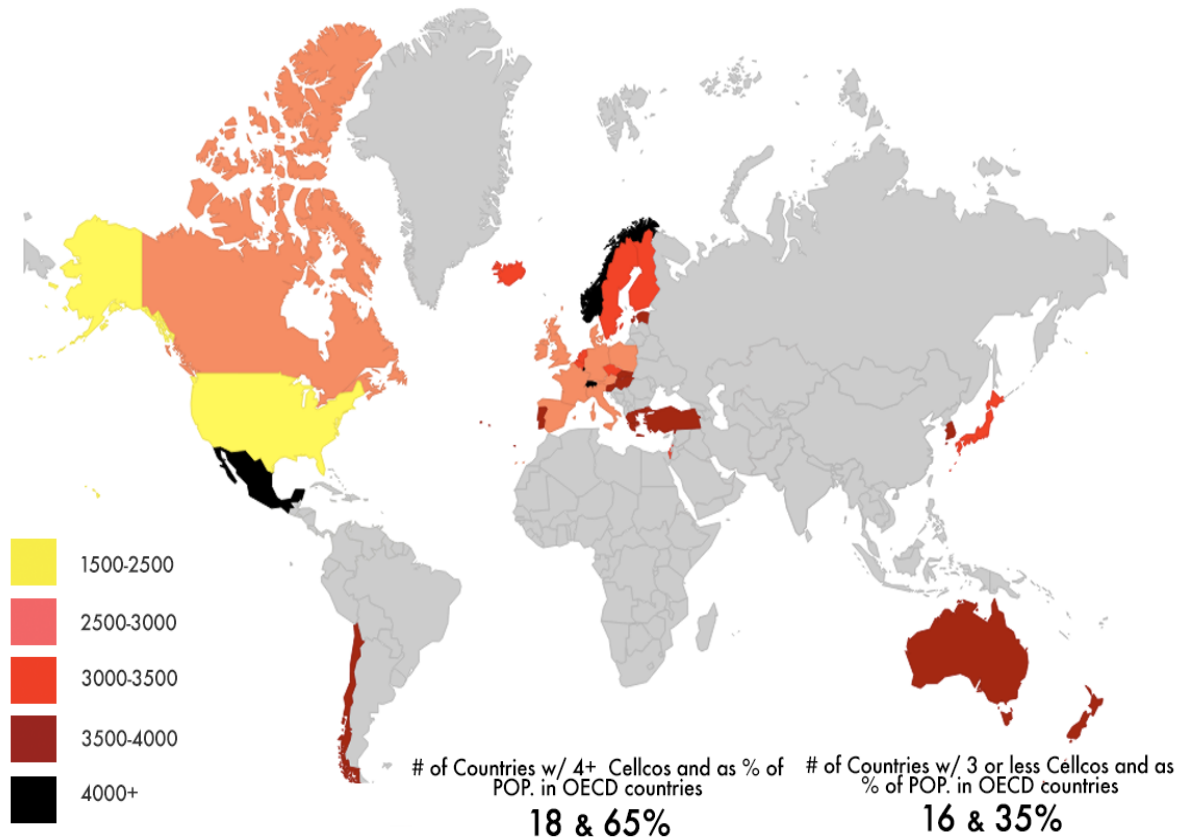 1500-2500
2500-3000
3000-3500
3500-4000
4000+
# of Countries w/ 4+ Cellcos and as % of
POP. in OECD countries
18 & 65%
# of Countries w/ 3 or less Cellcos and as
% of POP. in OECD countries
16 & 35%